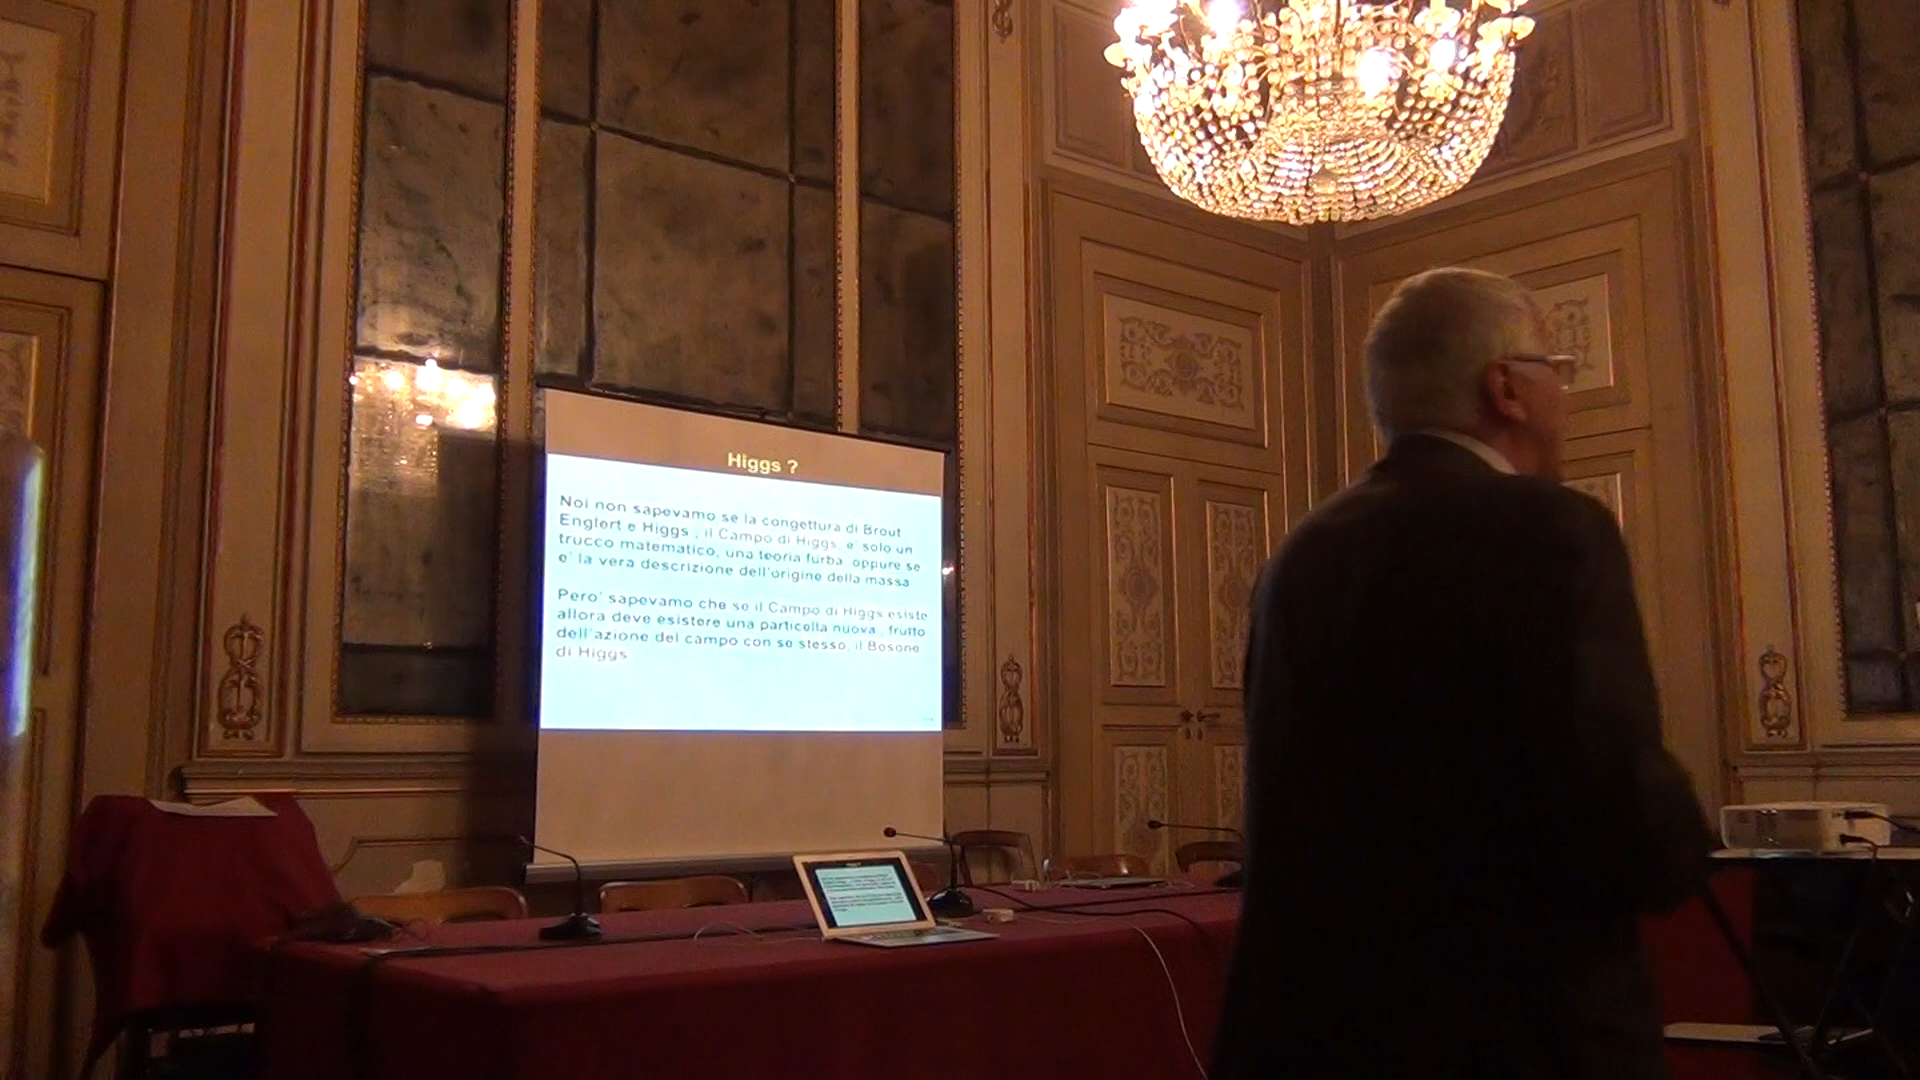 Higgs ?
Noi non sapevamo se la congettura di Brout
Englert e Higgs , il Campo di Higgs, e' solo un
trucco matematico, una teoria furba, oppure se
e' la vera descrizione dell'origine della massa
Pero' sapevamo che se il Campo di Higgs esiste
allora deve esistere una particella nuova , frutto
dell'azione del campo con se stesso, il Bosone
di Higgs